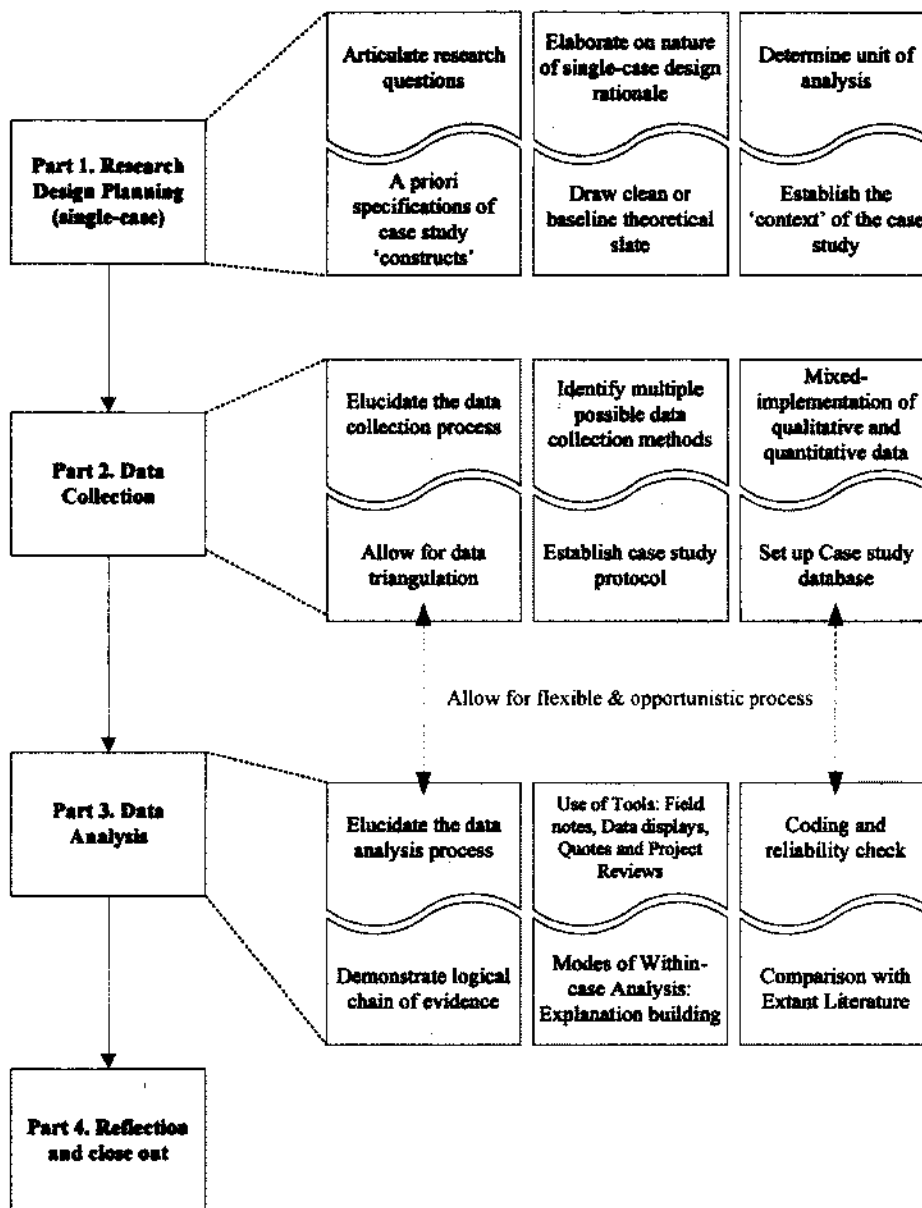 Part 1. Research
Design Planning
(single-case)
Articulate research
questions
A priori
specifications of
case study
‘constructs’
Elaborate on nature
of single-case design
rationale
Draw clean or
baseline theoretical
slate
Determine unit of
analysis
Establish the
‘context’ of the case
study
Part 2. Data
Collection
Elucidate the data
collection process
Allow for data
triangulation
Identify multiple
possible data
collection methods
Establish case study
protocol
Mixed-
implementation of
qualitative and
quantitative data
Set up Case study
database
Allow for flexible & opportunistic process
Part 3. Data
Analysis
Elucidate the data
analysis process
Demonstrate logical
chain of evidence
Use of Tools: Field
notes, Data displays,
Quotes and Project
Reviews
Modes of Within-
case Analysis:
Explanation building
Coding and
reliability check
Comparison with
Extant Literature
Part 4. Reflection
and close out